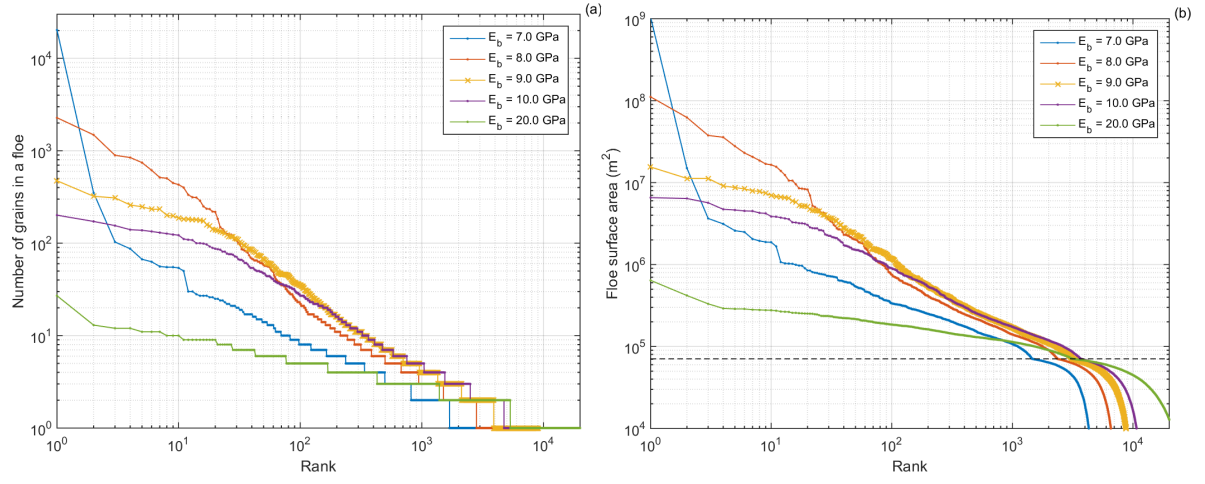 (a)
Number of grains in a floe
10^4
10^3
10^2
10^1
10^0
10^0
10^1
10^2
10^3
10^4
Rank
E_b = 7.0 GPa
E_b = 8.0 GPa
E_b = 9.0 GPa
E_b = 10.0 GPa
E_b = 20.0 GPa
(b)
Floe surface area (m^2)
10^9
10^8
10^7
10^6
10^5
10^4
10^0
10^1
10^2
10^3
10^4
Rank
E_b = 7.0 GPa
E_b = 8.0 GPa
E_b = 9.0 GPa
E_b = 10.0 GPa
E_b = 20.0 GPa